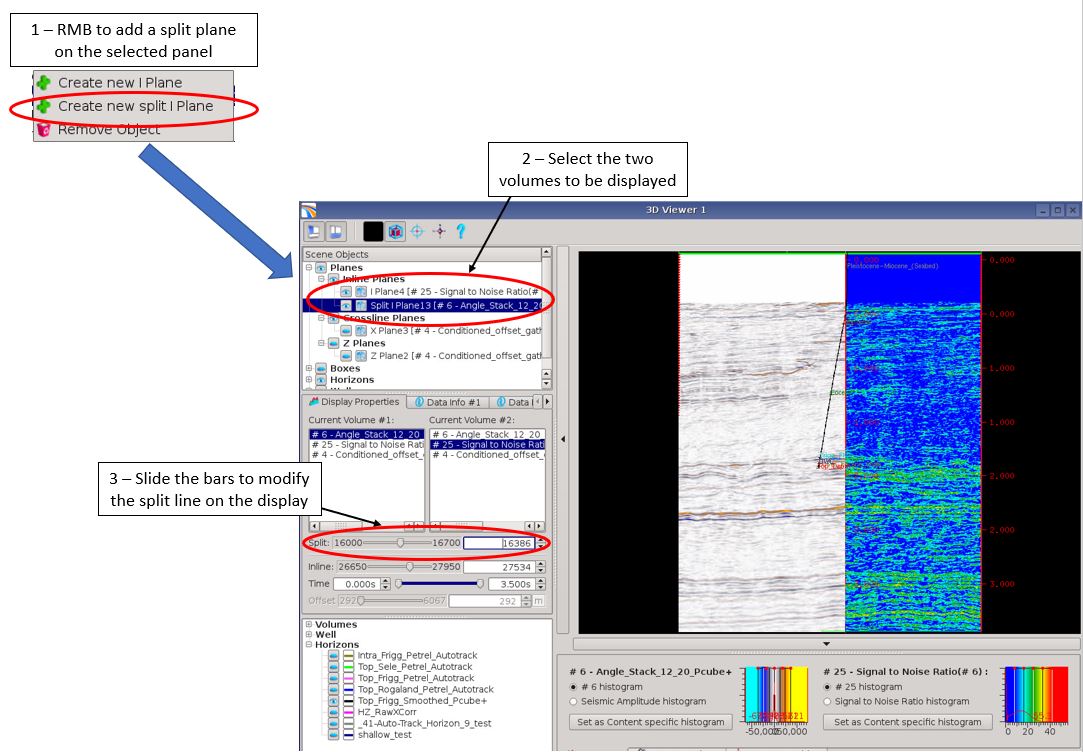 1 – RMB to add a split plane
on the selected panel
Create new I Plane
Create new split I Plane
Remove Object
2 – Select the two
volumes to be displayed
3D Viewer 1
Scene Objects
Planes
Inline Planes
I Plane4 [# 25 - Signal to Noise Ratio(#
Split I Plane13 [# 6 - Angle_Stack_12_20
Crossline Planes
X Plane3 [# 4 - Conditioned_offset_gath
Z Planes
Z Plane2 [# 4 - Conditioned_offset_gath
Boxes
Horizons
Display Properties
Data Info #1
Data I
Current Volume #1:
Current Volume #2:
# 6 - Angle_Stack_12_20
# 25 - Signal to Noise Rati
# 4 - Conditioned_offset_
# 6 - Angle_Stack_12_20
# 25 - Signal to Noise Rati
# 4 - Conditioned_offset_
3 – Slide the bars to modify
the split line on the display
Split: 16000 16700 16386
Inline: 26650 27950 27534
Time 0.000s 3.500s
Offset 292 6067 292 m
Volumes
Well
Horizons
Intra_Frigg_Petrel_Autotrack
Top_Sele_Petrel_Autotrack
Top_Frigg_Petrel_Autotrack
Top_Rogaland_Petrel_Autotrack
Top_Frigg_Smoothed_Pcube+
HZ_RawXCorr
_41-Auto-Track_Horizon_9_test
shallow_test
Pleistocene-Miocene_(Seabed)
0.000
0.000
1.000
1.000
2.000
2.000
3.000
# 6 - Angle_Stack_12_20_Pcube+
# 6 histogram
Seismic Amplitude histogram
Set as Content specific histogram
-50,000
50,000
# 25 - Signal to Noise Ratio(# 6) :
# 25 histogram
Signal to Noise Ratio histogram
Set as Content specific histogram
0 20 40